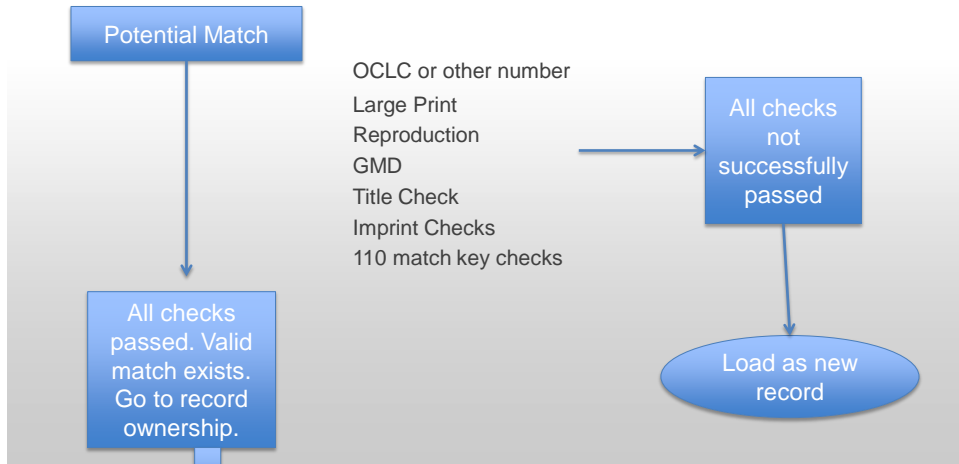 Potential Match
OCLC or other number
Large Print
Reproduction
GMD
Title Check
Imprint Checks
110 match key checks
All checks
not
successfully
passed
All checks
passed. Valid
match exists.
Go to record
ownership.
Load as new
record